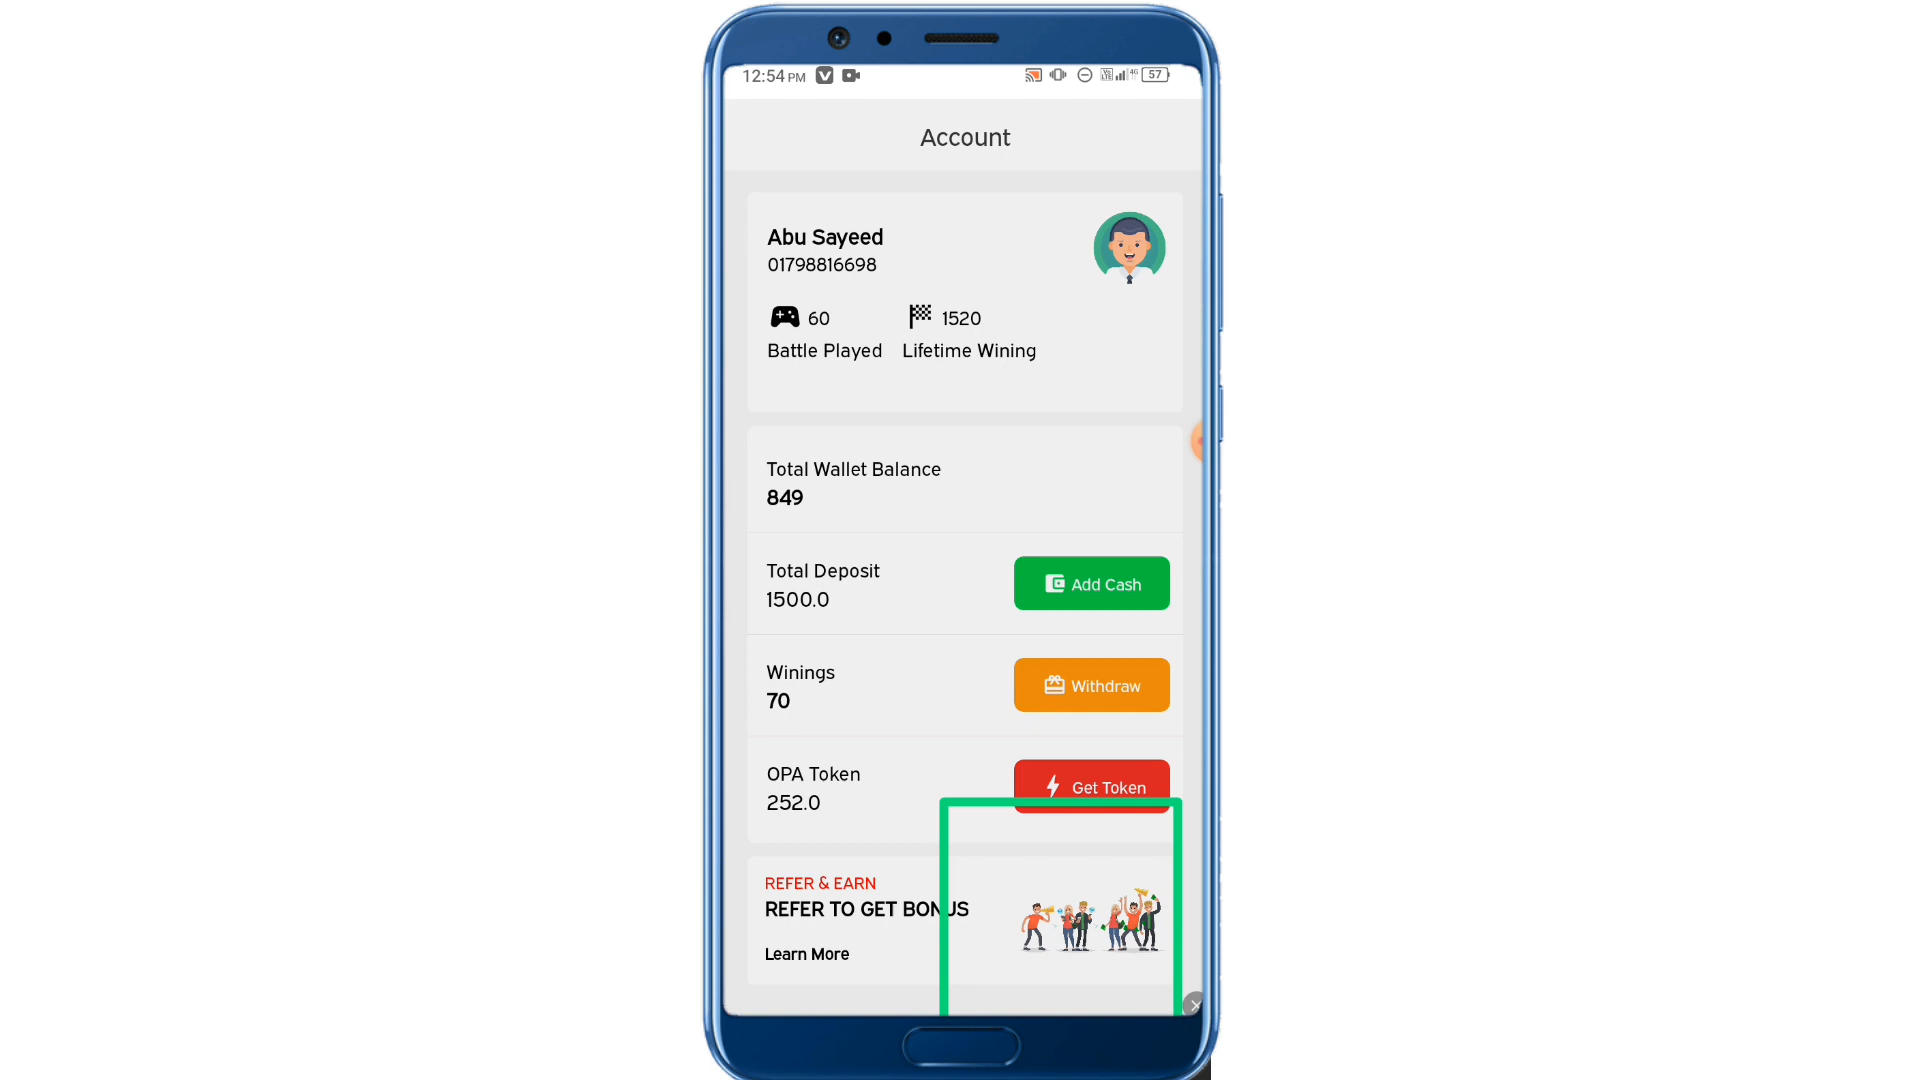 12:54 PM
57
Account
Abu Sayeed
01798816698
60
1520
Battle Played
Lifetime Wining
Total Wallet Balance
849
Total Deposit
1500.0
Add Cash
Winings
70
Withdraw
OPA Token
252.0
Get Token
REFER & EARN
REFER TO GET BONUS
Learn More